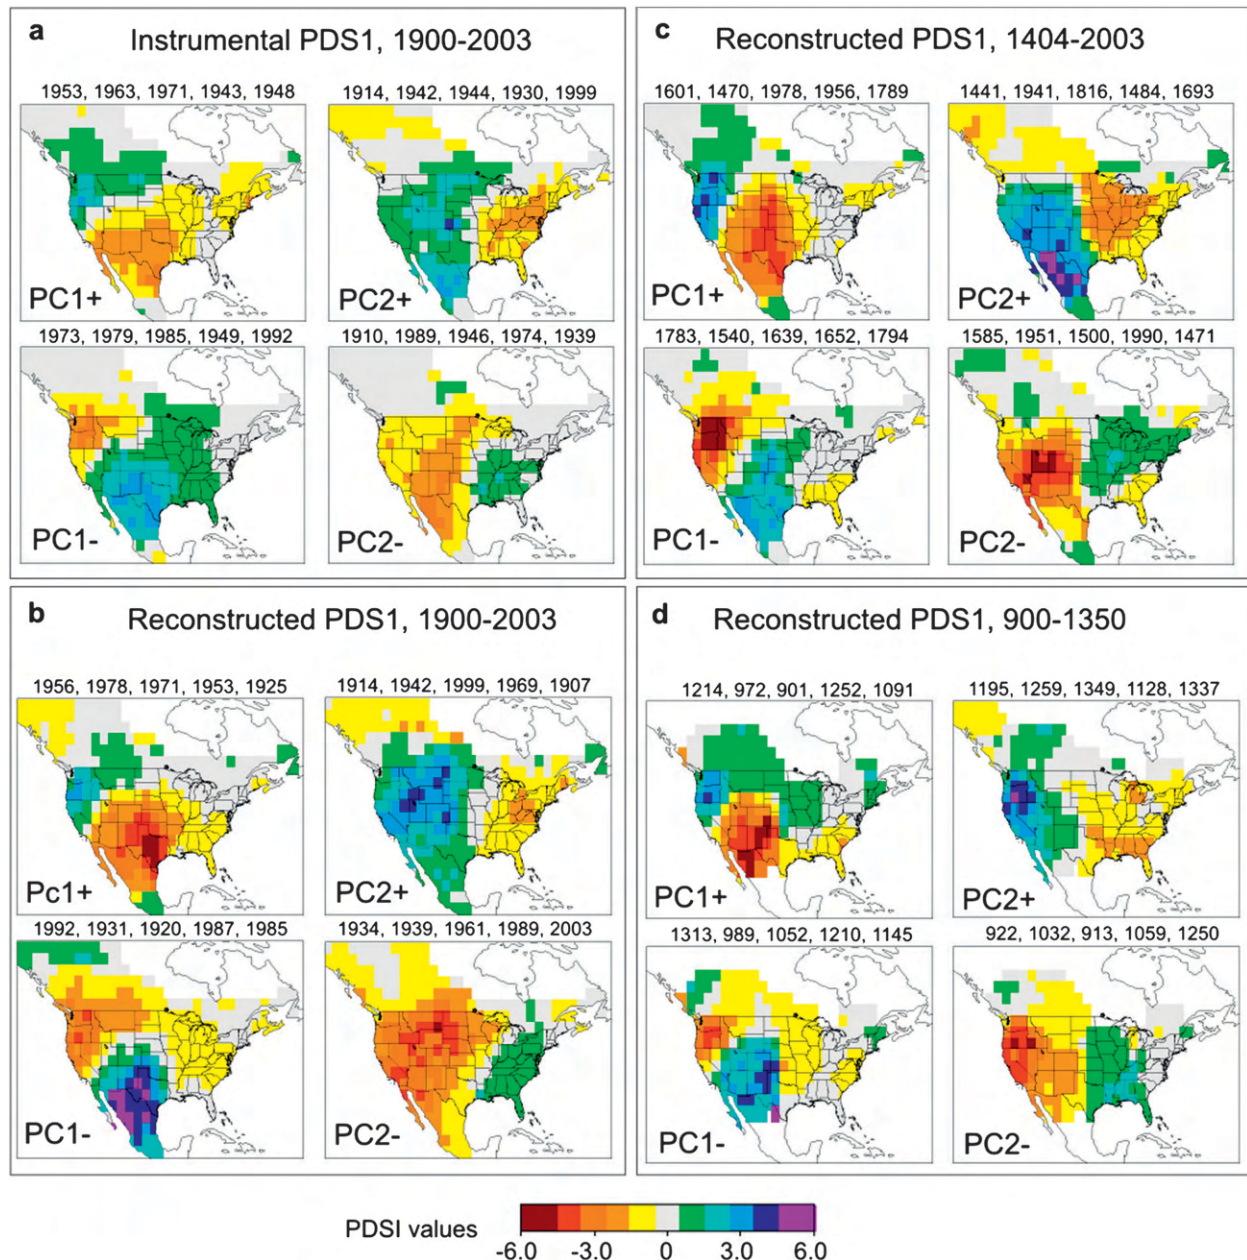 a
Instrumental PDS1, 1900-2003
1953, 1963, 1971, 1943, 1948
PC1+
1914, 1942, 1944, 1930, 1999
PC2+
1973, 1979, 1985, 1949, 1992
PC1-
1910, 1989, 1946, 1974, 1939
PC2-
c
Reconstructed PDS1, 1404-2003
1601, 1470, 1978, 1956, 1789
PC1+
1441, 1941, 1816, 1484, 1693
PC2+
1783, 1540, 1639, 1652, 1794
PC1-
1585, 1951, 1500, 1990, 1471
PC2-
b
Reconstructed PDS1, 1900-2003
1956, 1978, 1971, 1953, 1925
Pc1+
1914, 1942, 1999, 1969, 1907
PC2+
1992, 1931, 1920, 1987, 1985
PC1-
1934, 1939, 1961, 1989, 2003
PC2-
d
Reconstructed PDS1, 900-1350
1214, 972, 901, 1252, 1091
PC1+
1195, 1259, 1349, 1128, 1337
PC2+
1313, 989, 1052, 1210, 1145
PC1-
922, 1032, 913, 1059, 1250
PC2-
PDSI values
-6.0 -3.0 0 3.0 6.0